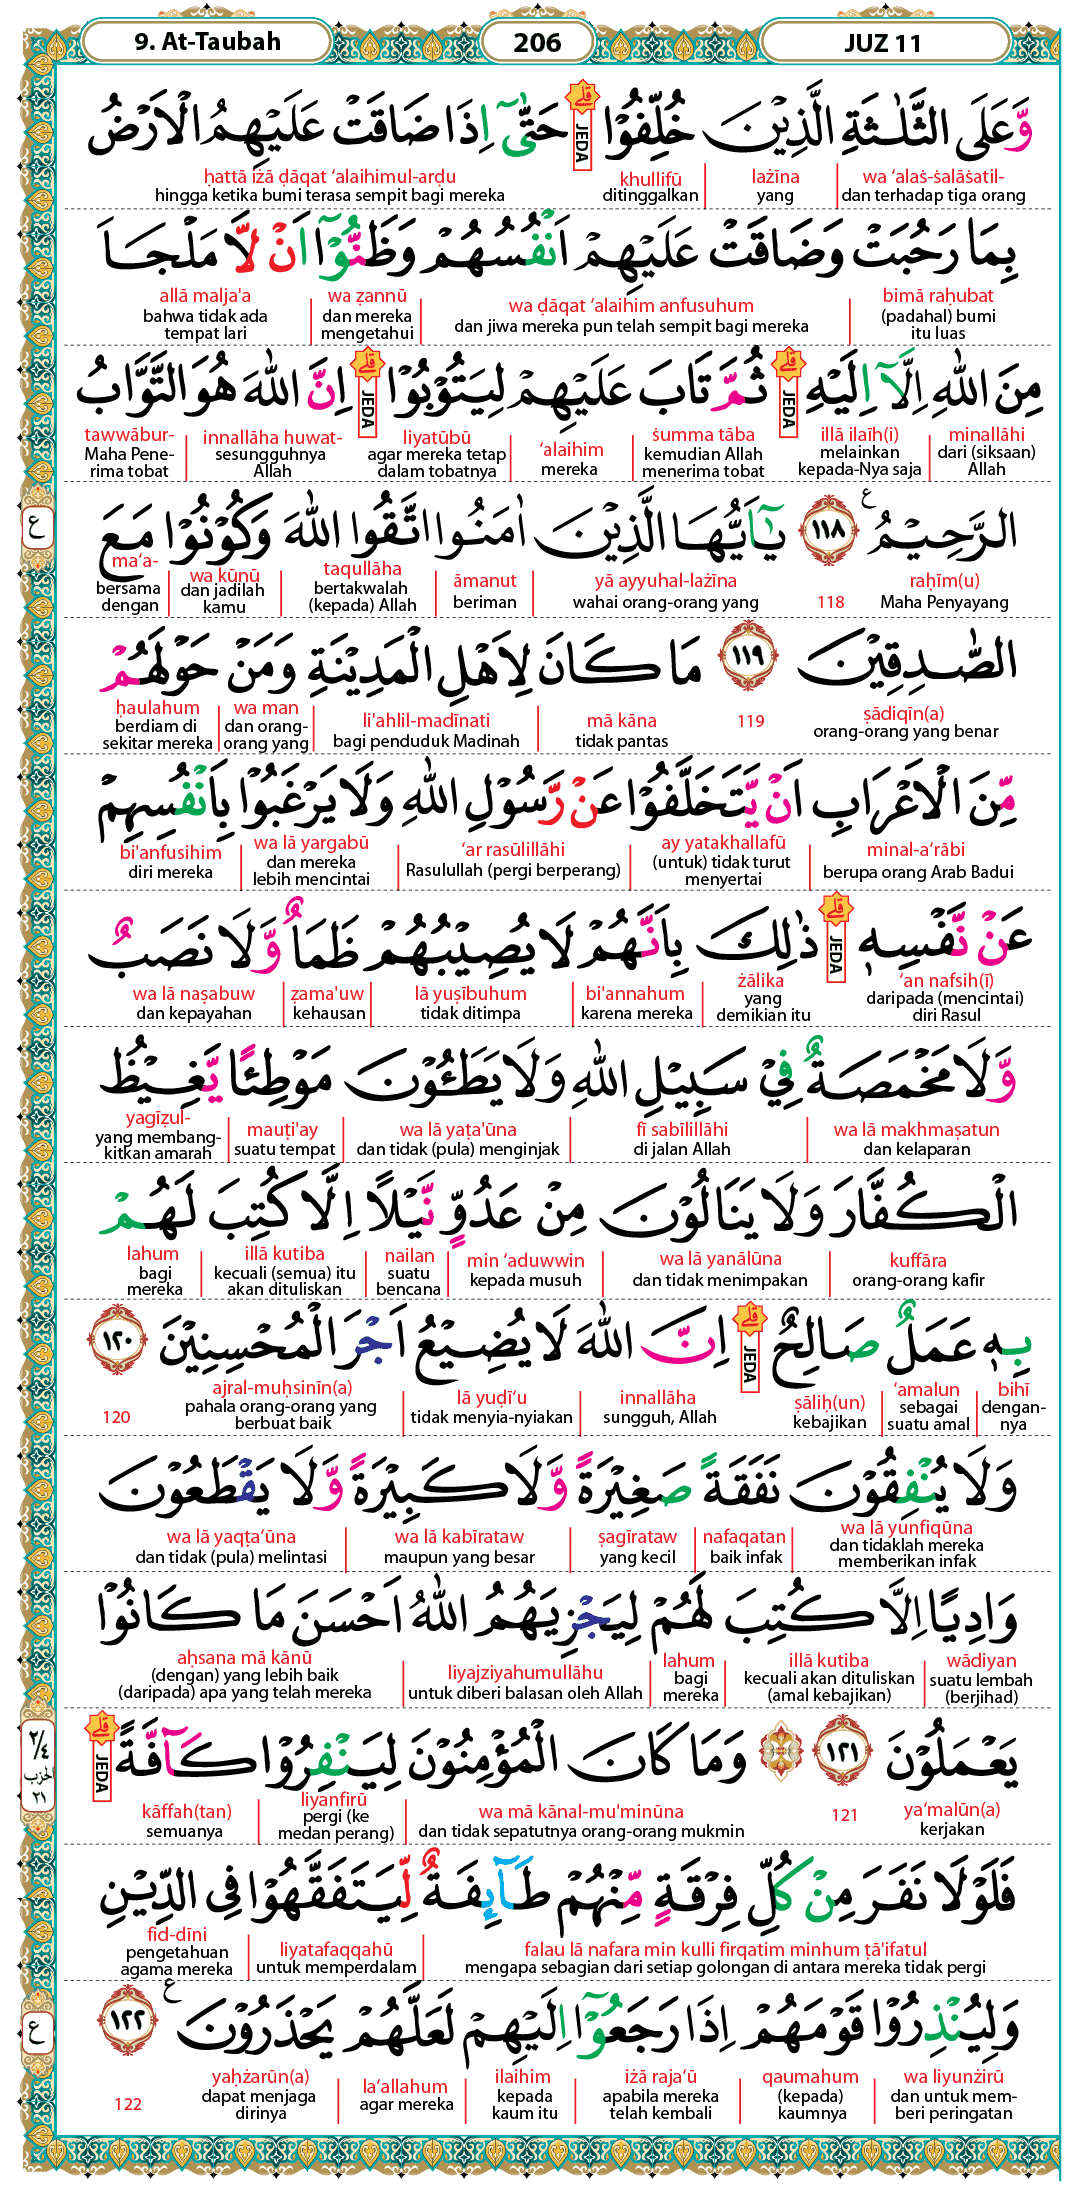 9. At-Taubah 206 JUZ 11
وَّعَلَى الثَّلٰثَةِ الَّذِيْنَ خُلِّفُوْا ۗ حَتّٰٓى اِذَا ضَاقَتْ عَلَيْهِمُ الْاَرْضُ
JEDA
wa ‘alaṡ-ṡalāṡatil- lażīna khullifū ḥattā iżā ḍāqat ‘alaihimul-arḍu
dan terhadap tiga orang yang ditinggalkan hingga ketika bumi terasa sempit bagi mereka
بِمَا رَحُبَتْ وَضَاقَتْ عَلَيْهِمْ اَنْفُسُهُمْ وَظَنُّوْٓا اَنْ لَّا مَلْجَاَ
bimā raḥubat wa ḍāqat ‘alaihim anfusuhum wa ẓannū allā malja'a
(padahal) bumi itu luas dan jiwa mereka pun telah sempit bagi mereka dan mereka mengetahui bahwa tidak ada tempat lari
مِنَ اللّٰهِ اِلَّآ اِلَيْهِ ۗ ثُمَّ تَابَ عَلَيْهِمْ لِيَتُوْبُوْا ۗ اِنَّ اللّٰهَ هُوَ التَّوَّابُ
JEDA JEDA
minallāhi illā ilaīh(i) ṡumma tāba ‘alaihim liyatūbū innallāha huwat- tawwābur-
dari (siksaan) Allah melainkan kepada-Nya saja kemudian Allah menerima tobat mereka agar mereka tetap dalam tobatnya sesungguhnya Allah Maha Pene-rima tobat
الرَّحِيْمُ ࣖ ١١٨ يٰٓاَيُّهَا الَّذِيْنَ اٰمَنُوا اتَّقُوا اللّٰهَ وَكُوْنُوْا مَعَ
ع
raḥīm(u) 118 yā ayyuhal-lażīna āmanut taqullāha wa kūnū ma‘a-
Maha Penyayang wahai orang-orang yang beriman bertakwalah (kepada) Allah dan jadilah kamu bersama dengan
الصّٰدِقِيْنَ ١١٩ مَا كَانَ لِاَهْلِ الْمَدِيْنَةِ وَمَنْ حَوْلَهُمْ
ṣādiqīn(a) 119 mā kāna li'ahlil-madīnati wa man ḥaulahum
orang-orang yang benar tidak pantas bagi penduduk Madinah dan orang-orang yang berdiam di sekitar mereka
مِّنَ الْاَعْرَابِ اَنْ يَّتَخَلَّفُوْا عَنْ رَّسُوْلِ اللّٰهِ وَلَا يَرْغَبُوْا بِاَنْفُسِهِمْ
minal-a‘rābi ay yatakhallafū ‘ar rasūlillāhi wa lā yargabū bi'anfusihim
berupa orang Arab Badui (untuk) tidak turut menyertai Rasulullah (pergi berperang) dan mereka lebih mencintai diri mereka
عَنْ نَّفْسِهٖ ۗ ذٰلِكَ بِاَنَّهُمْ لَا يُصِيْبُهُمْ ظَمَاٌ وَّلَا نَصَبٌ
JEDA
‘an nafsih(ī) żālika bi'annahum lā yuṣībuhum ẓama'uw wa lā naṣabuw
daripada (mencintai) diri Rasul yang demikian itu karena mereka tidak ditimpa kehausan dan kepayahan
وَّلَا مَخْمَصَةٌ فِيْ سَبِيْلِ اللّٰهِ وَلَا يَطَـُٔوْنَ مَوْطِئًا يَّغِيْظُ
wa lā makhmaṣatun fī sabīlillāhi wa lā yaṭa'ūna mauṭi'ay yagīẓul-
dan kelaparan di jalan Allah dan tidak (pula) menginjak suatu tempat yang membang-kitkan amarah
الْكُفَّارَ وَلَا يَنَالُوْنَ مِنْ عَدُوٍّ نَّيْلًا اِلَّا كُتِبَ لَهُمْ
kuffāra wa lā yanālūna min ‘aduwwin nailan illā kutiba lahum
orang-orang kafir dan tidak menimpakan kepada musuh suatu bencana kecuali (semua) itu akan dituliskan bagi mereka
بِهٖ عَمَلٌ صَالِحٌ ۗ اِنَّ اللّٰهَ لَا يُضِيْعُ اَجْرَ الْمُحْسِنِيْنَ ١٢٠
JEDA
bihī ‘amalun ṣāliḥ(un) innallāha lā yuḍī‘u ajral-muḥsinīn(a) 120
dengan-nya sebagai suatu amal kebajikan sungguh, Allah tidak menyia-nyiakan pahala orang-orang yang berbuat baik
وَلَا يُنْفِقُوْنَ نَفَقَةً صَغِيْرَةً وَّلَا كَبِيْرَةً وَّلَا يَقْطَعُوْنَ
wa lā yunfiqūna nafaqatan ṣagīrataw wa lā kabīrataw wa lā yaqṭa‘ūna
dan tidaklah mereka memberikan infak baik infak yang kecil maupun yang besar dan tidak (pula) melintasi
وَادِيًا اِلَّا كُتِبَ لَهُمْ لِيَجْزِيَهُمُ اللّٰهُ اَحْسَنَ مَا كَانُوْا
wādiyan illā kutiba lahum liyajziyahumullāhu aḥsana mā kānū
suatu lembah (berjihad) kecuali akan dituliskan (amal kebajikan) bagi mereka untuk diberi balasan oleh Allah (dengan) yang lebih baik (daripada) apa yang telah mereka
يَعْمَلُوْنَ ١٢١ ۞ وَمَا كَانَ الْمُؤْمِنُوْنَ لِيَنْفِرُوْا كَاۤفَّةً ۗ
JEDA
٢/٤ الحزب ٢١
ya‘malūn(a) 121 wa mā kānal-mu'minūna liyanfirū kāffah(tan)
kerjakan dan tidak sepatutnya orang-orang mukmin pergi (ke medan perang) semuanya
فَلَوْلَا نَفَرَ مِنْ كُلِّ فِرْقَةٍ مِّنْهُمْ طَاۤىِٕفَةٌ لِّيَتَفَقَّهُوْا فِى الدِّيْنِ
falau lā nafara min kulli firqatim minhum ṭā'ifatul liyatafaqqahū fid-dīni
mengapa sebagian dari setiap golongan di antara mereka tidak pergi untuk memperdalam pengetahuan agama mereka
وَلِيُنْذِرُوْا قَوْمَهُمْ اِذَا رَجَعُوْٓا اِلَيْهِمْ لَعَلَّهُمْ يَحْذَرُوْنَ ࣖ ١٢٢
ع
wa liyunżirū qaumahum iżā raja‘ū ilaihim la‘allahum yaḥżarūn(a) 122
dan untuk mem-beri peringatan (kepada) kaumnya apabila mereka telah kembali kepada kaum itu agar mereka dapat menjaga dirinya